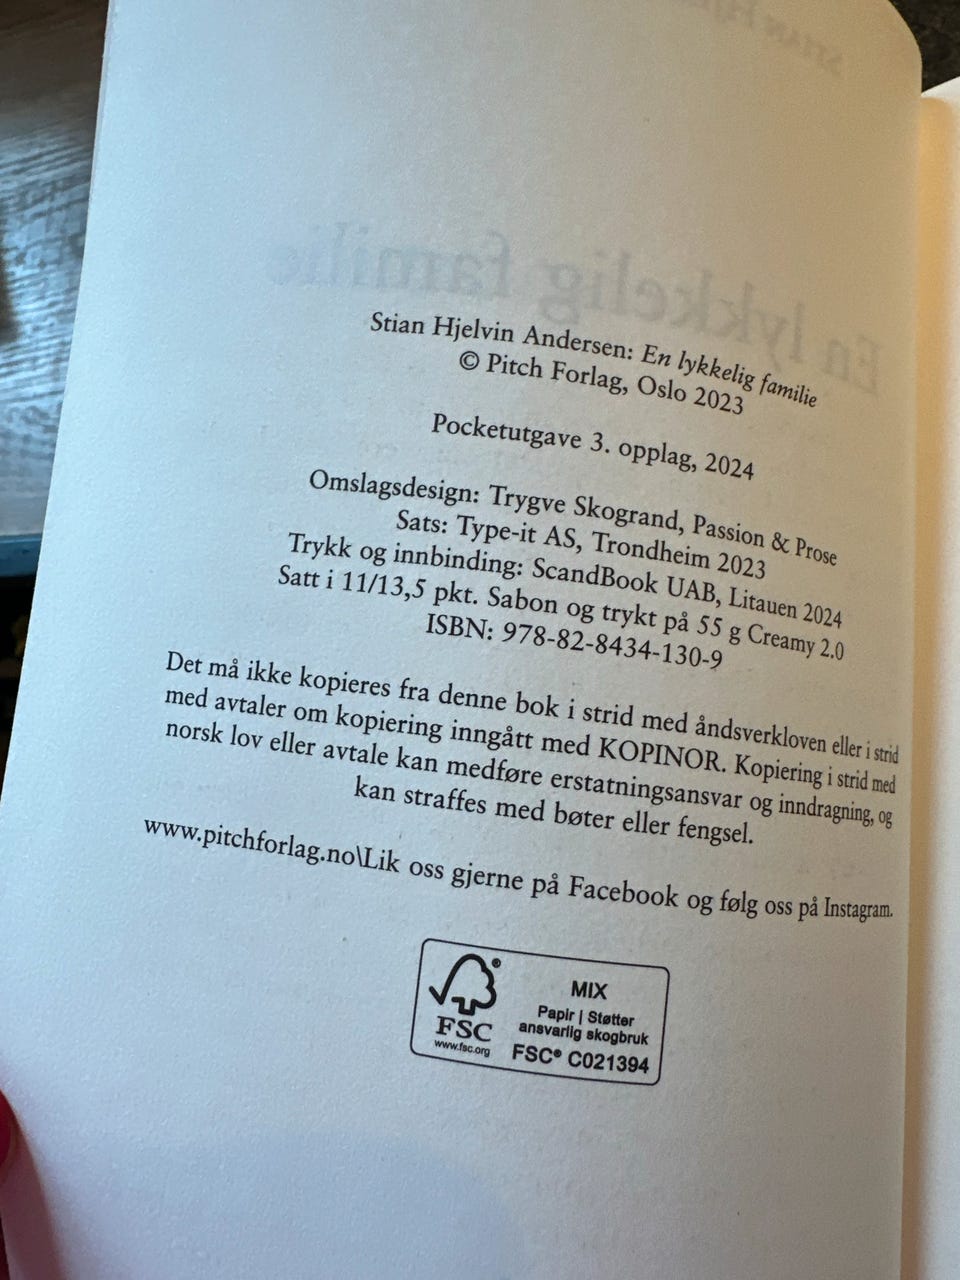 Stian Hjelvin Andersen: En lykkelig familie
© Pitch Forlag, Oslo 2023
Pocketutgave 3. opplag, 2024
Omslagsdesign: Trygve Skogrand, Passion & Prose
Sats: Type-it AS, Trondheim 2023
Trykk og innbinding: ScandBook UAB, Litauen 2024
Satt i 11/13,5 pkt. Sabon og trykt på 55 g Creamy 2.0
ISBN: 978-82-8434-130-9
Det må ikke kopieres fra denne bok i strid med åndsverkloven eller i strid
med avtaler om kopiering inngått med KOPINOR. Kopiering i strid med
norsk lov eller avtale kan medføre erstatningsansvar og inndragning, og
kan straffes med bøter eller fengsel.
www.pitchforlag.no\Lik oss gjerne på Facebook og følg oss på Instagram.
FSC®
www.fsc.org
MIX
Papir | Støtter
ansvarlig skogbruk
FSC® C021394